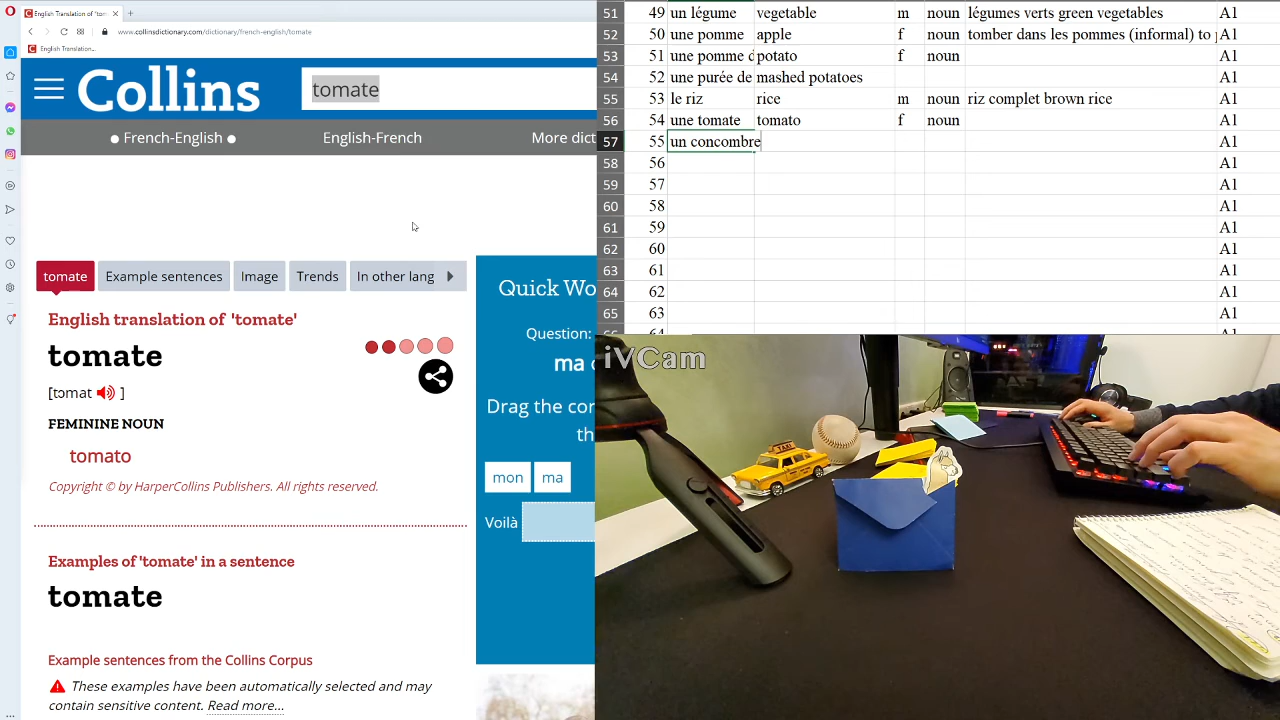 English Translation of "tom
www.collinsdictionary.com/dictionary/french-english/tomate
English Translation...
Collins
tomate
French-English
English-French
More dict
tomate
Example sentences
Image
Trends
In other lang
English translation of 'tomate'
tomate
[tɔmat ]
FEMININE NOUN
tomato
Copyright © by HarperCollins Publishers. All rights reserved.
Examples of 'tomate' in a sentence
tomate
Example sentences from the Collins Corpus
These examples have been automatically selected and may
contain sensitive content. Read more...
Quick Wo
Question:
ma
Drag the cor
th
mon ma
Voilà
51 49 un légume vegetable m noun légumes verts green vegetables A1
52 50 une pomme apple f noun tomber dans les pommes (informal) to A1
53 51 une pomme d potato f noun A1
54 52 une purée de mashed potatoes A1
55 53 le riz rice m noun riz complet brown rice A1
56 54 une tomate tomato f noun A1
57 55 un concombre A1
58 56 A1
59 57 A1
60 58 A1
61 59 A1
62 60 A1
63 61 A1
64 62 A1
65 63 A1
64 A1
iVCam
TAXI